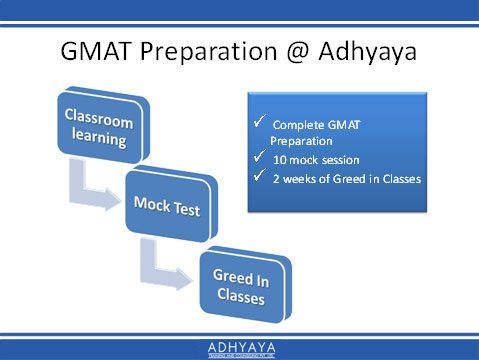 GMAT Preparation @ Adhyaya
Classroom
learning
Mock Test
Greed In
Classes
✓ Complete GMAT
Preparation
✓ 10 mock session
✓ 2 weeks of Greed in Classes
ADHYAYA